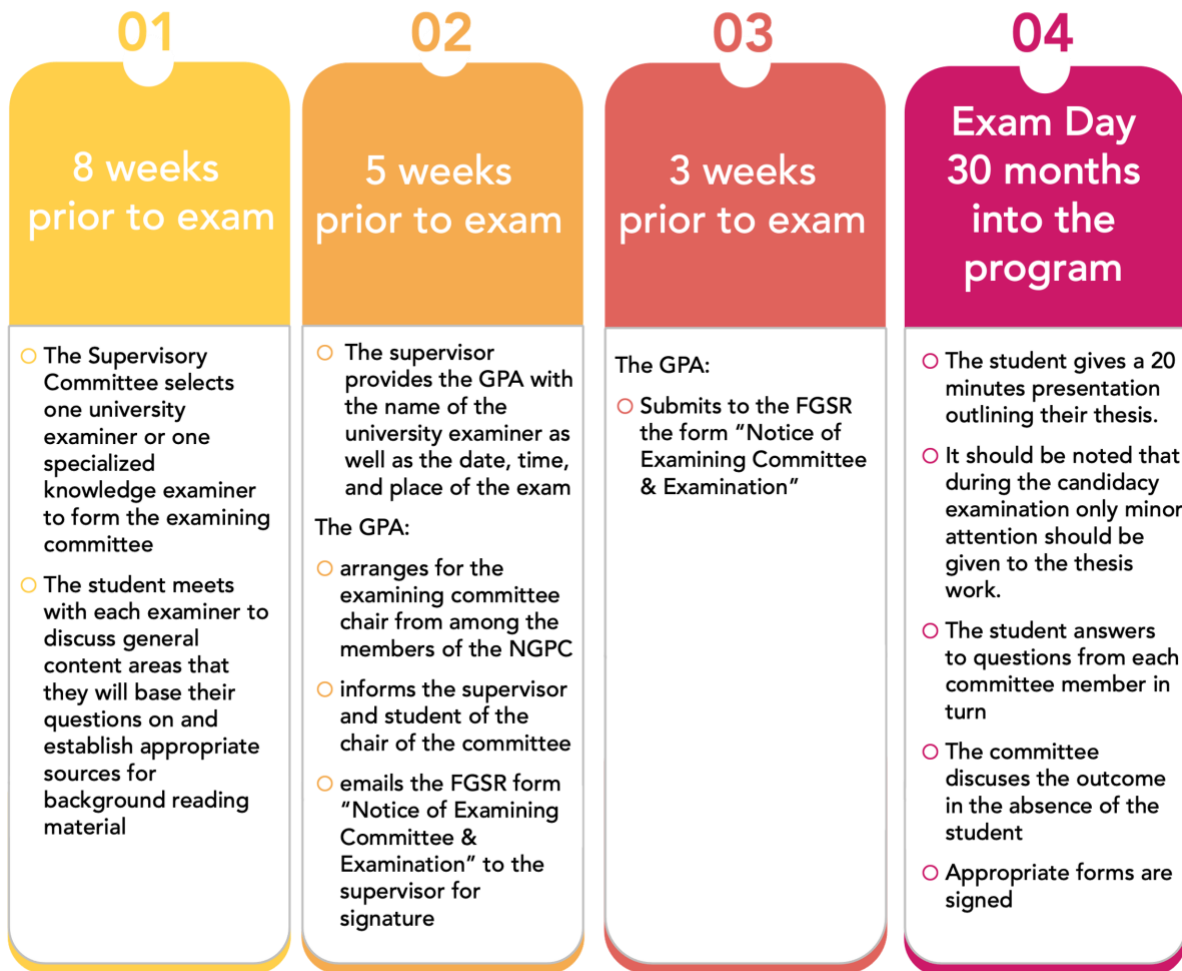 01
8 weeks
prior to exam
The Supervisory
Committee selects
one university
examiner or one
specialized
knowledge examiner
to form the examining
committee
The student meets
with each examiner to
discuss general
content areas that
they will base their
questions on and
establish appropriate
sources for
background reading
material
02
5 weeks
prior to exam
The supervisor
provides the GPA with
the name of the
university examiner as
well as the date, time,
and place of the exam
The GPA:
arranges for the
examining committee
chair from among the
members of the NGPC
informs the supervisor
and student of the
chair of the committee
emails the FGSR form
"Notice of Examining
Committee &
Examination" to the
supervisor for
signature
03
3 weeks
prior to exam
The GPA:
Submits to the FGSR
the form "Notice of
Examining Committee
& Examination"
04
Exam Day
30 months
into the
program
The student gives a 20
minutes presentation
outlining their thesis.
It should be noted that
during the candidacy
examination only minor
attention should be
given to the thesis
work.
The student answers
to questions from each
committee member in
turn
The committee
discuses the outcome
in the absence of the
student
Appropriate forms are
signed